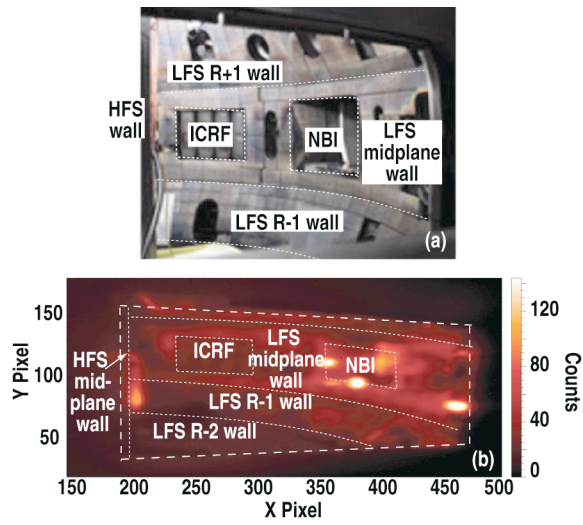 LFS R+1 wall
HFS
wall
ICRF
NBI
LFS
midplane
wall
LFS R-1 wall
(a)
150
100
50
Y Pixel
HFS
mid-
plane
wall
ICRF
LFS
midplane
wall
NBI
LFS R-1 wall
LFS R-2 wall
(b)
120
80
40
0
Counts
150 200 250 300 350 400 450 500
X Pixel